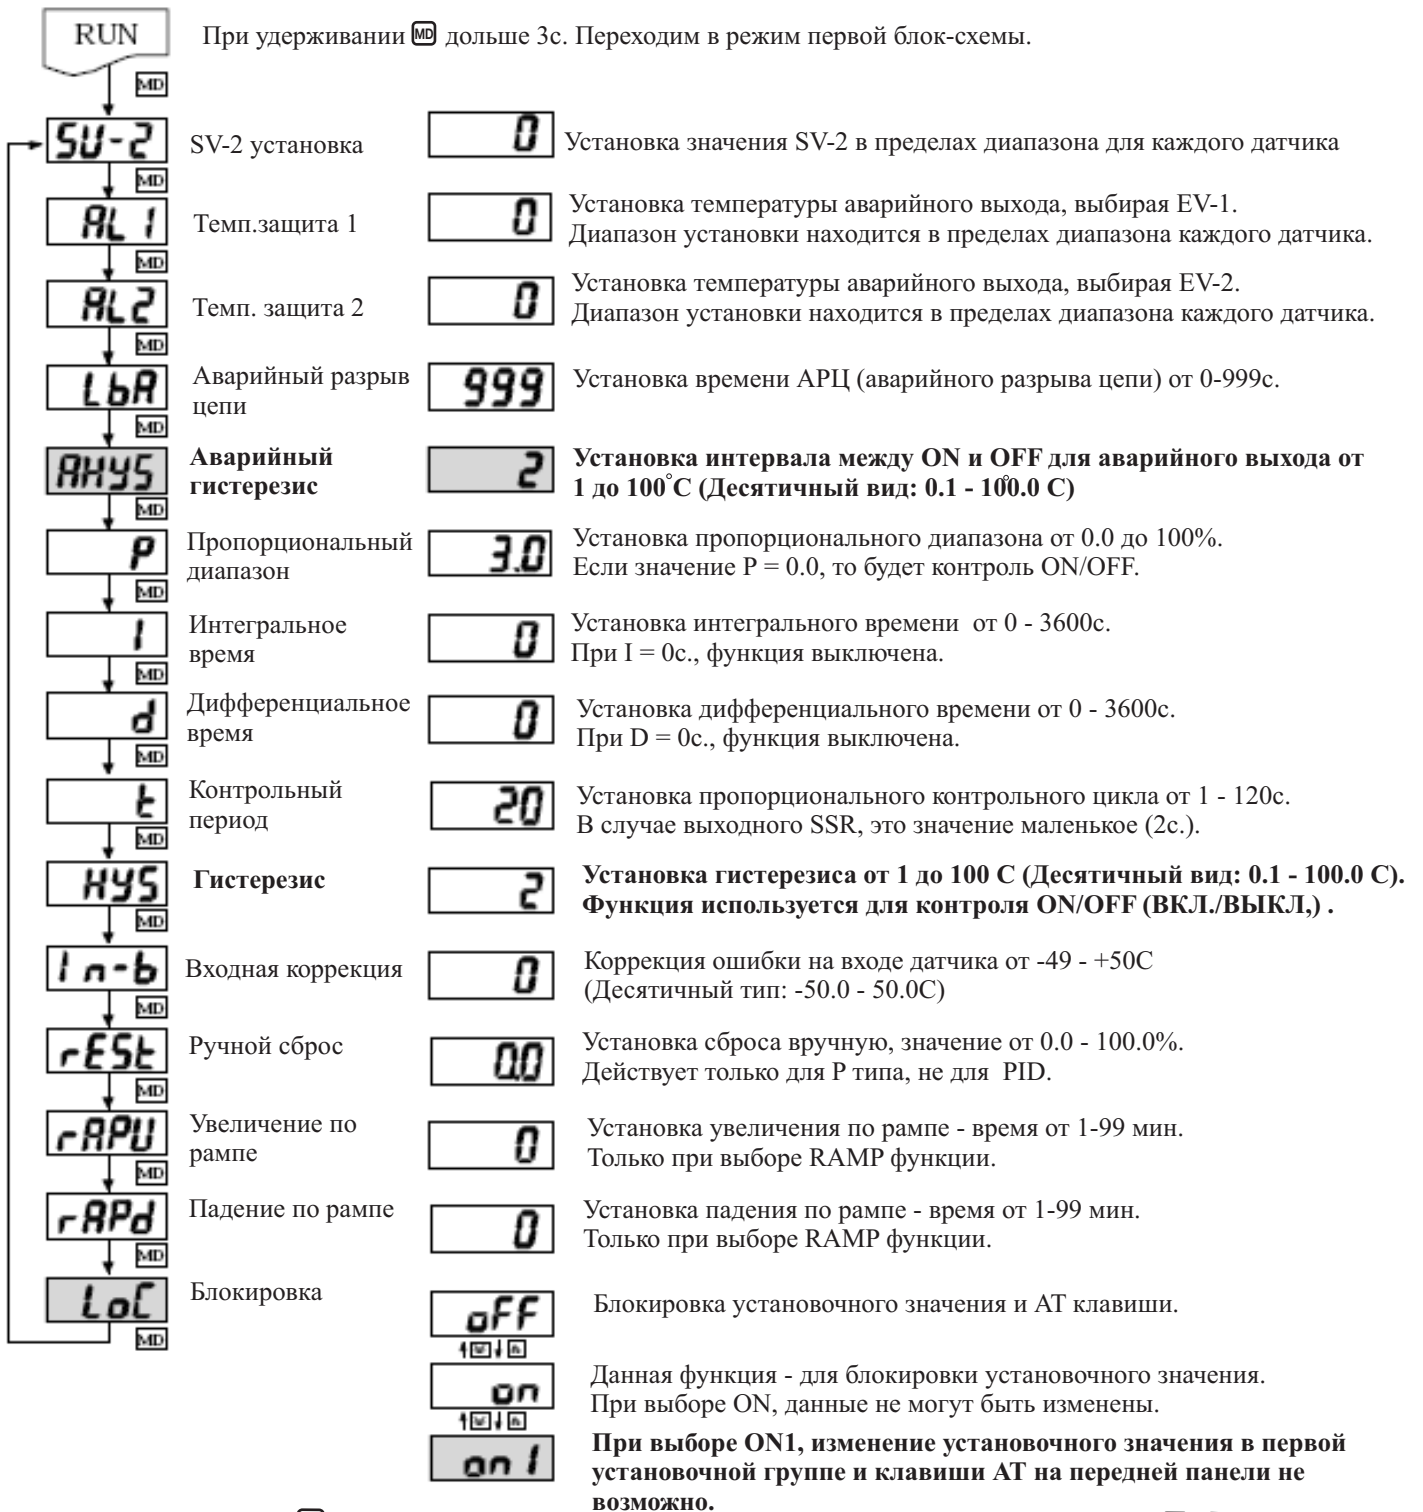 RUN При удерживании MD дольше 3с. Переходим в режим первой блок-схемы.
MD
SV-2 SV-2 установка 0 Установка значения SV-2 в пределах диапазона для каждого датчика
MD
AL 1 Темп.защита 1 0 Установка температуры аварийного выхода, выбирая EV-1.
Диапазон установки находится в пределах диапазона каждого датчика.
MD
AL2 Темп. защита 2 0 Установка температуры аварийного выхода, выбирая EV-2.
Диапазон установки находится в пределах диапазона каждого датчика.
MD
LbA Аварийный разрыв 999 Установка времени АРЦ (аварийного разрыва цепи) от 0-999с.
цепи
MD
AHYS Аварийный 2 Установка интервала между ON и OFF для аварийного выхода от
гистерезис 1 до 100°С (Десятичный вид: 0.1 - 100.0°С)
MD
P Пропорциональный 3.0 Установка пропорционального диапазона от 0.0 до 100%.
диапазон Если значение P = 0.0, то будет контроль ON/OFF.
MD
I Интегральное 0 Установка интегрального времени от 0 - 3600с.
время При I = 0с., функция выключена.
MD
d Дифференциальное 0 Установка дифференциального времени от 0 - 3600с.
время При D = 0с., функция выключена.
MD
t Контрольный 20 Установка пропорционального контрольного цикла от 1 - 120с.
период В случае выходного SSR, это значение маленькое (2с.).
MD
HYS Гистерезис 2 Установка гистерезиса от 1 до 100 С (Десятичный вид: 0.1 - 100.0 С).
Функция используется для контроля ON/OFF (ВКЛ./ВЫКЛ,) .
MD
In-b Входная коррекция 0 Коррекция ошибки на входе датчика от -49 - +50С
(Десятичный тип: -50.0 - 50.0С)
MD
rESt Ручной сброс 0.0 Установка сброса вручную, значение от 0.0 - 100.0%.
Действует только для P типа, не для PID.
MD
rAPU Увеличение по 0 Установка увеличения по рампе - время от 1-99 мин.
рампе Только при выборе RAMP функции.
MD
rAPd Падение по рампе 0 Установка падения по рампе - время от 1-99 мин.
Только при выборе RAMP функции.
MD
LoC Блокировка oFF Блокировка установочного значения и AT клавиши.
MD
on Данная функция - для блокировки установочного значения.
При выборе ON, данные не могут быть изменены.
on1 При выборе ON1, изменение установочного значения в первой
установочной группе и клавиши AT на передней панели не
возможно.